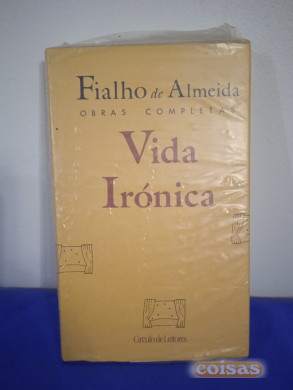 Fialho de Almeida
OBRAS COMPLETAS
Vida
Irónica
Círculo de Leitores
coisas